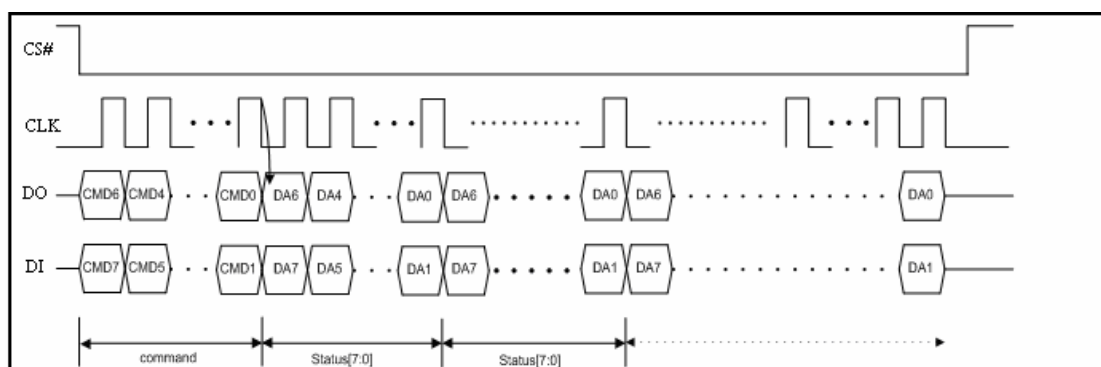 CS#
CLK
DO CMD6 CMD4 CMD0 DA6 DA4 DA0 DA6 DA0 DA6 DA0
DI CMD7 CMD5 CMD1 DA7 DA5 DA1 DA7 DA1 DA7 DA1
command Status[7:0] Status[7:0]